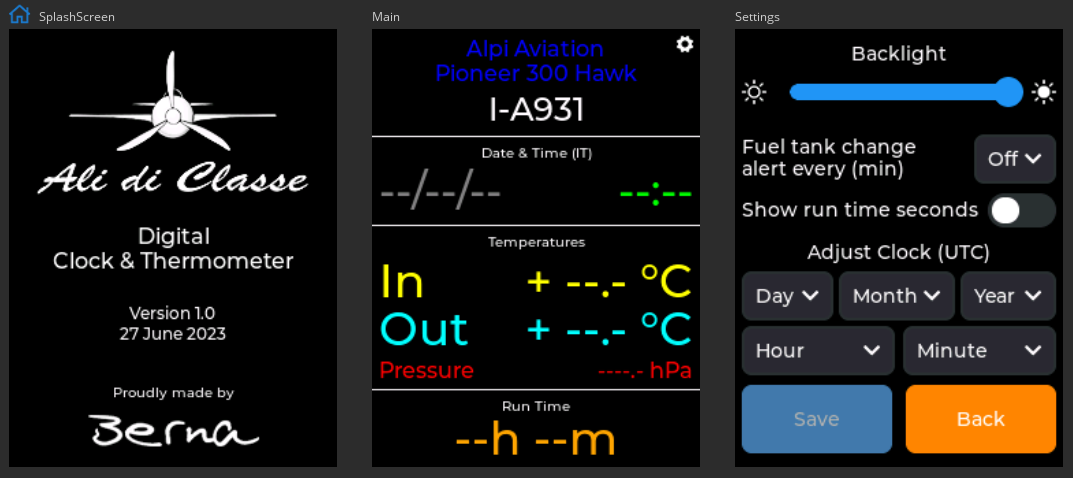 SplashScreen
Ali di Classe
Digital
Clock & Thermometer
Version 1.0
27 June 2023
Proudly made by
Berna
Main
Alpi Aviation
Pioneer 300 Hawk
I-A931
Date & Time (IT)
--/--/-- --:--
Temperatures
In + --.- °C
Out + --.- °C
Pressure ----.- hPa
Run Time
--h --m
Settings
Backlight
Fuel tank change
alert every (min) Off
Show run time seconds
Adjust Clock (UTC)
Day Month Year
Hour Minute
Save Back